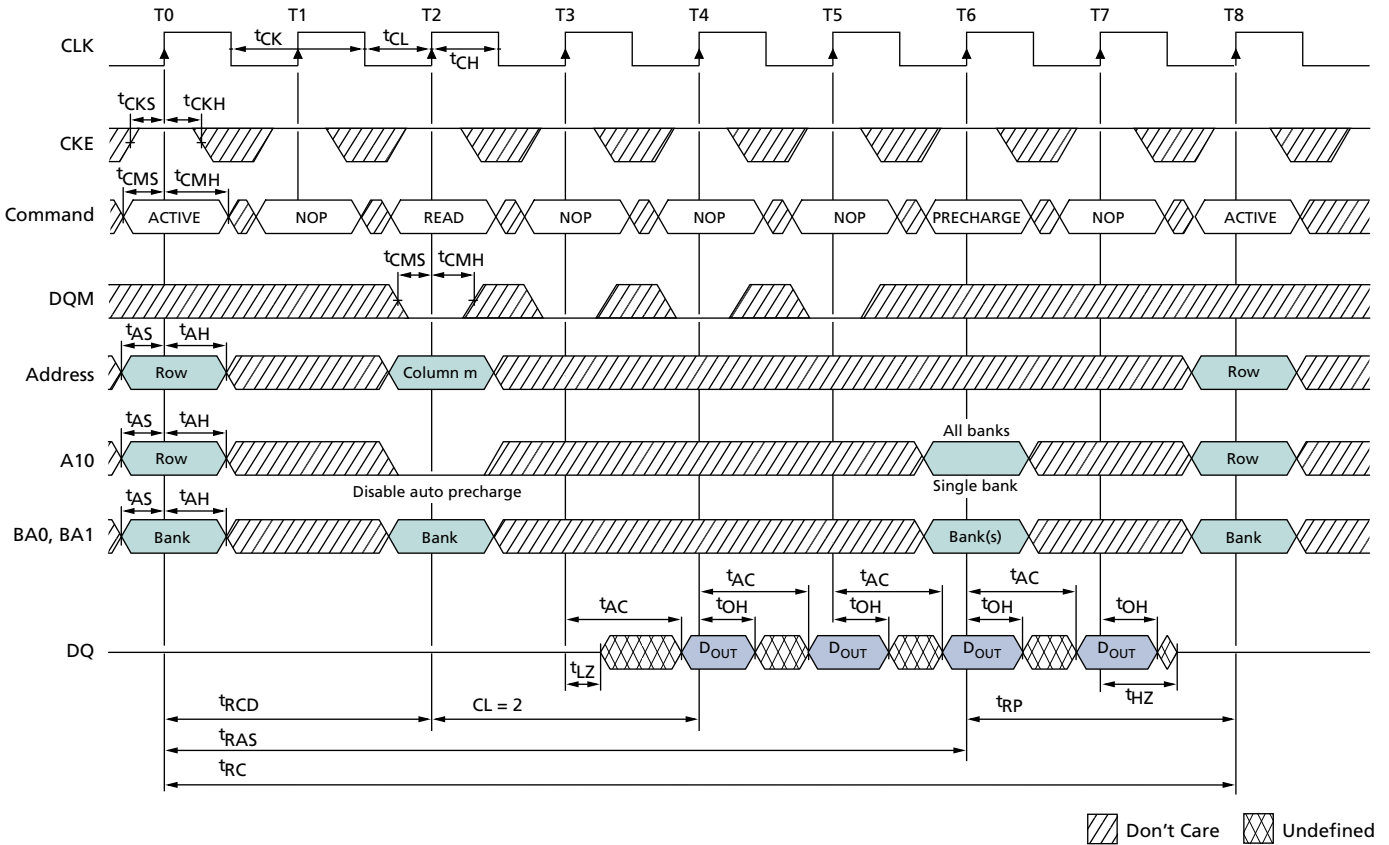 T0 T1 T2 T3 T4 T5 T6 T7 T8
CLK
tCK tCL
tCH
tCKS tCKH
CKE
tCMS tCMH
Command ACTIVE NOP READ NOP NOP NOP PRECHARGE NOP ACTIVE
tCMS tCMH
DQM
tAS tAH
Address Row Column m Row
tAS tAH All banks
A10 Row Row
Disable auto precharge Single bank
tAS tAH
BA0, BA1 Bank Bank Bank(s) Bank
tAC tAC tAC
tAC tOH tOH tOH tOH
DQ DOUT DOUT DOUT DOUT
tLZ tHZ
tRCD CL = 2 tRP
tRAS
tRC
Don't Care Undefined